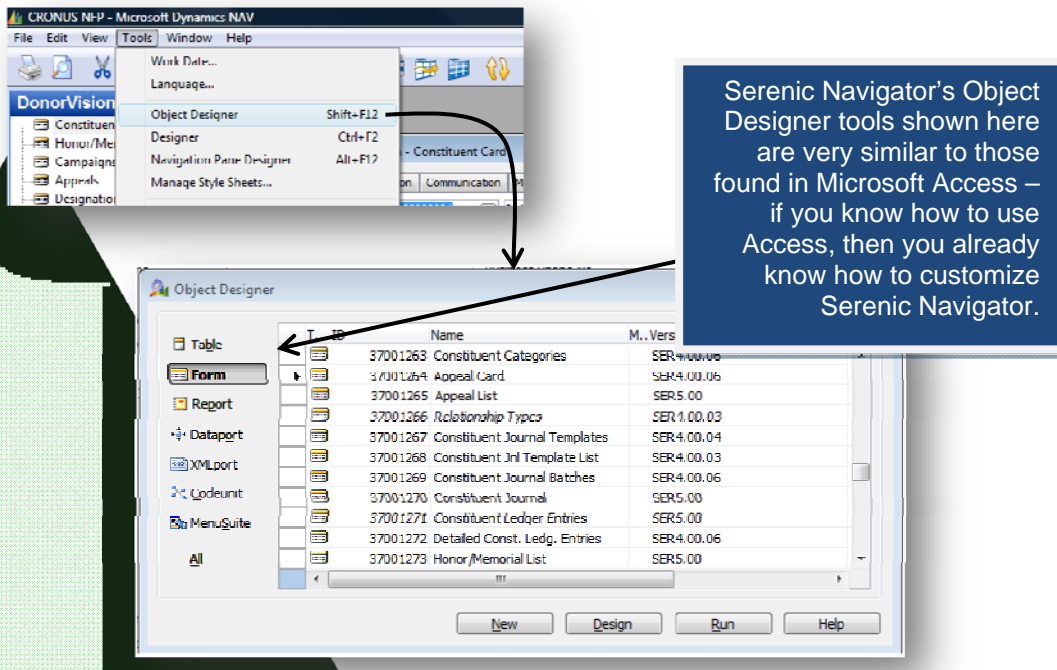 CRONUS NFP - Microsoft Dynamics NAV
File Edit View Tools Window Help
Work Date...
Language...
DonorVision
Object Designer Shift+F12
Constituen
Designer Ctrl+F2
Honor/Me
Navigation Pane Designer Alt+F12
- Constituent Card
Campaigns
Manage Style Sheets...
on Communication M
Appeals
Designation
Serenic Navigator's Object
Designer tools shown here
are very similar to those
found in Microsoft Access –
if you know how to use
Access, then you already
know how to customize
Serenic Navigator.
Object Designer
T.. ID Name M.. Vers
Table
37001263 Constituent Categories SER4.00.06
Form
37001264 Appeal Card SER4.00.06
37001265 Appeal List SER5.00
Report
37001266 Relationship Types SER4.00.03
Dataport
37001267 Constituent Journal Templates SER4.00.04
37001268 Constituent Jnl Template List SER4.00.03
XMLport
37001269 Constituent Journal Batches SER4.00.06
Codeunit
37001270 Constituent Journal SER5.00
37001271 Constituent Ledger Entries SER5.00
MenuSuite
37001272 Detailed Const. Ledg. Entries SER4.00.06
All
37001273 Honor/Memorial List SER5.00
New Design Run Help